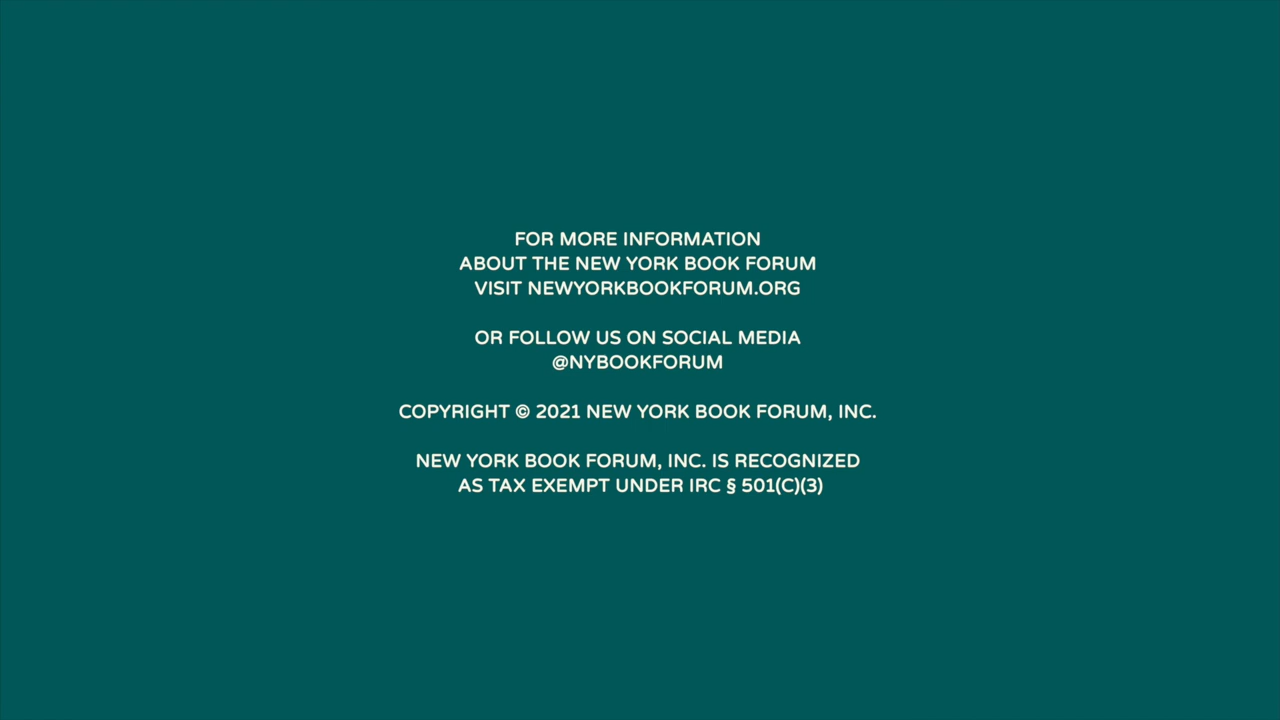 FOR MORE INFORMATION
ABOUT THE NEW YORK BOOK FORUM
VISIT NEWYORKBOOKFORUM.ORG
OR FOLLOW US ON SOCIAL MEDIA
@NYBOOKFORUM
COPYRIGHT © 2021 NEW YORK BOOK FORUM, INC.
NEW YORK BOOK FORUM, INC. IS RECOGNIZED
AS TAX EXEMPT UNDER IRC § 501(C)(3)